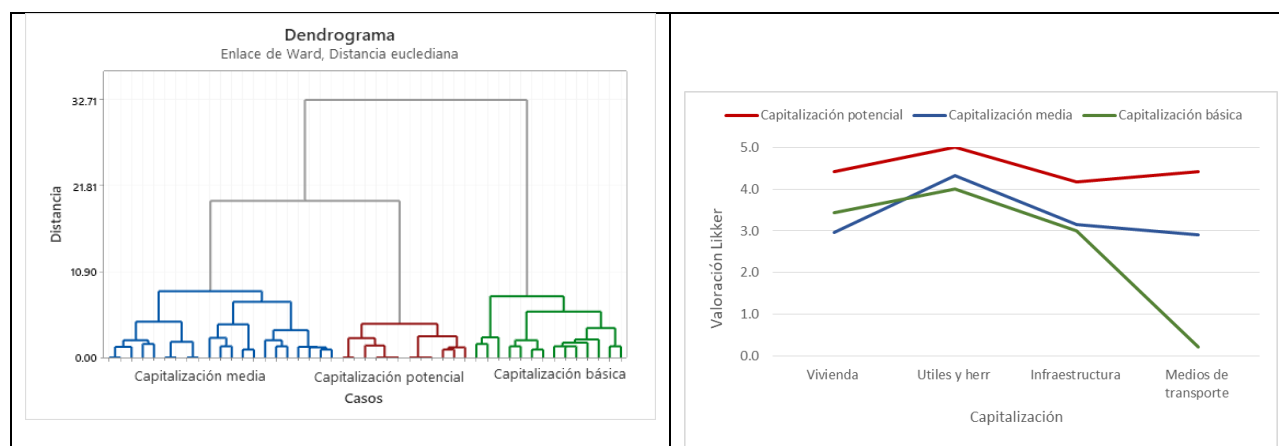 Dendrograma
Enlace de Ward, Distancia euclediana
32.71
21.81
10.90
0.00
Distancia
Capitalización media
Capitalización potencial
Capitalización básica
Casos
Capitalización potencial
Capitalización media
Capitalización básica
5.0
4.0
3.0
2.0
1.0
0.0
Valoración Likker
Vivienda
Utiles y herr
Infraestructura
Medios de
transporte
Capitalización